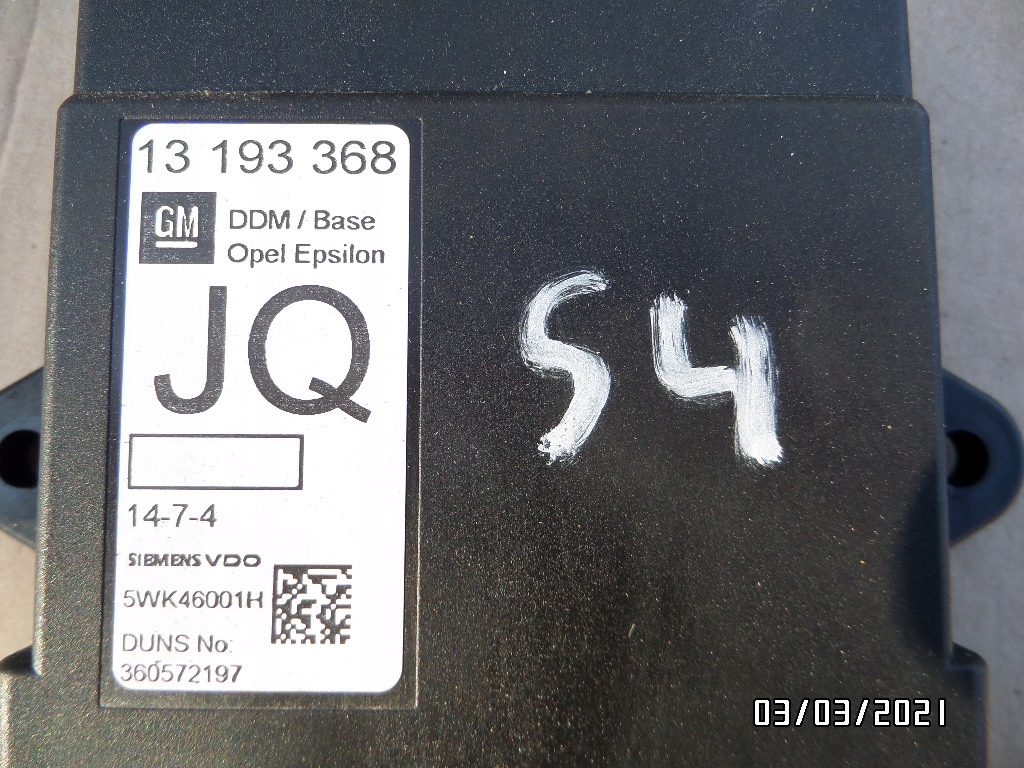 13 193 368
GM
DDM / Base
Opel Epsilon
JQ
14-7-4
SIEMENS VDO
5WK46001H
DUNS No:
360572197
54
03/03/2021